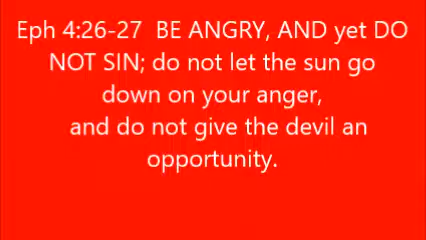 Eph 4:26-27  BE ANGRY, AND yet DO
NOT SIN; do not let the sun go
down on your anger,
and do not give the devil an
opportunity.